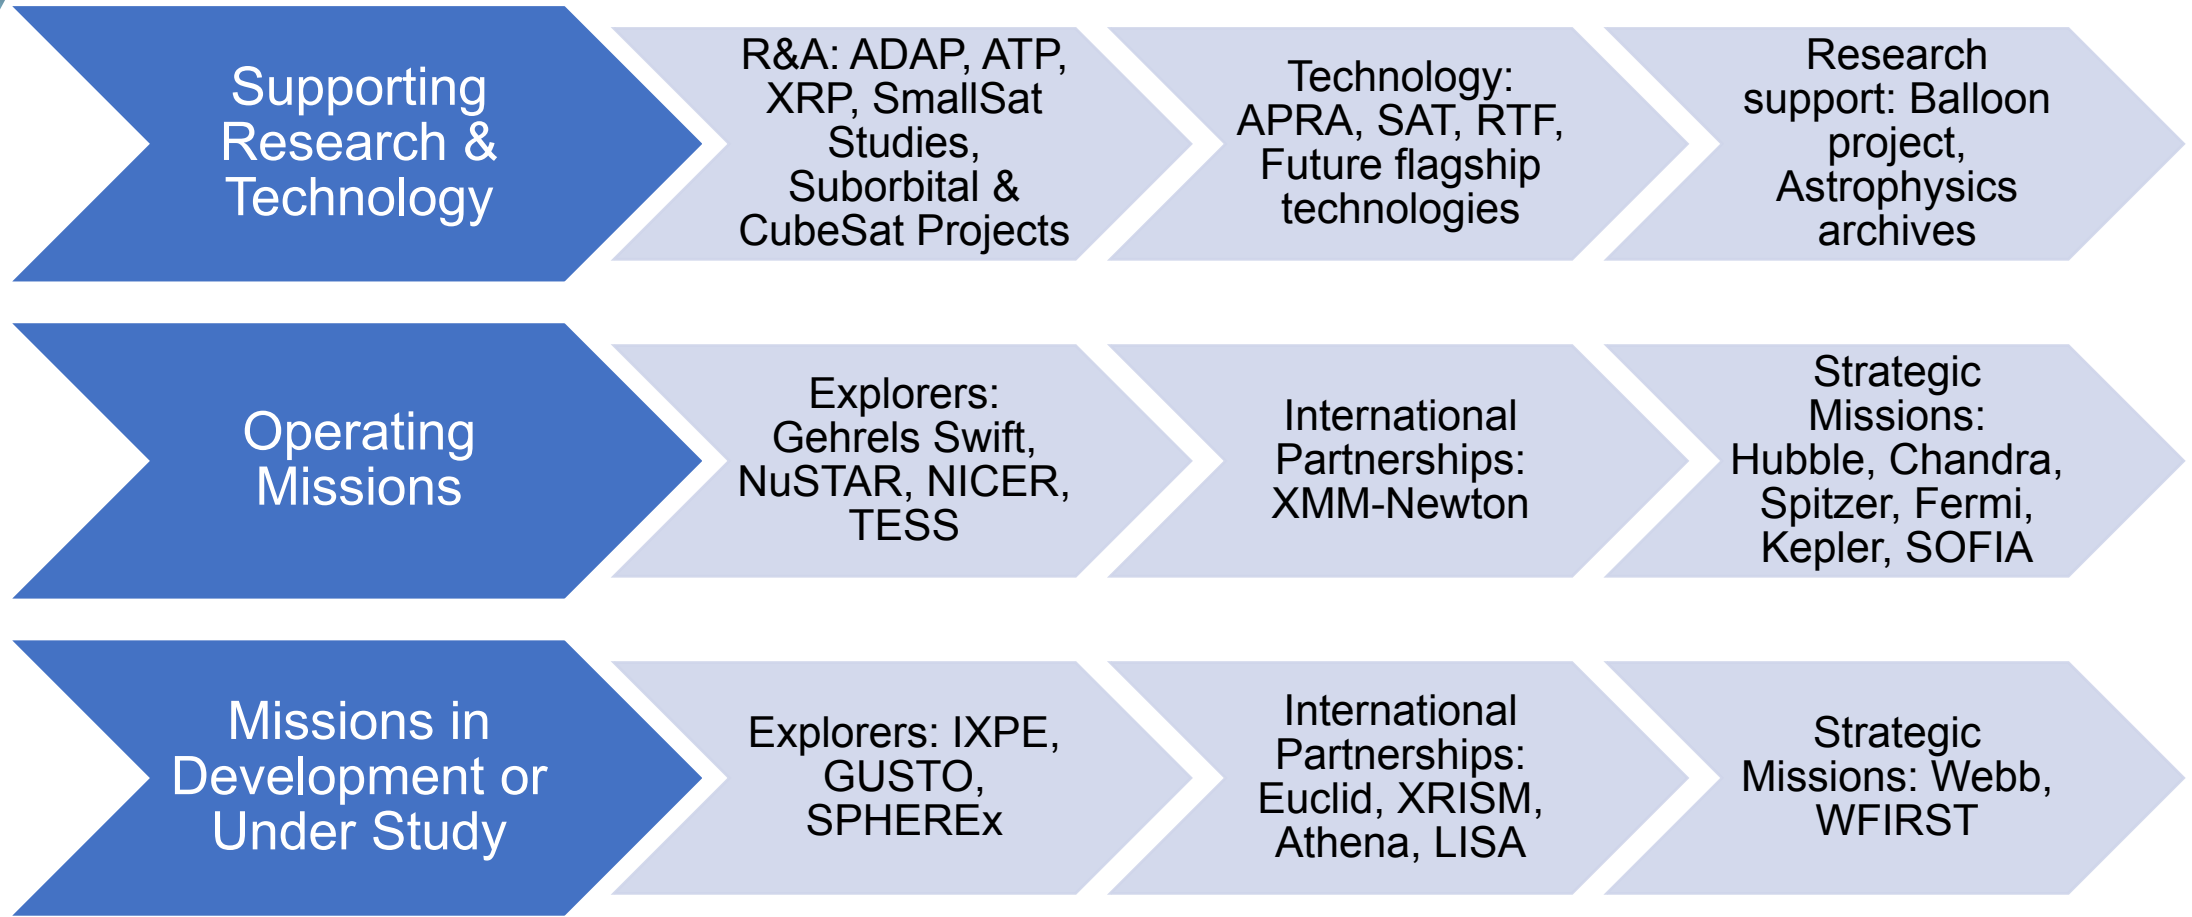 Supporting
Research &
Technology
R&A: ADAP, ATP,
XRP, SmallSat
Studies,
Suborbital &
CubeSat Projects
Technology:
APRA, SAT, RTF,
Future flagship
technologies
Research
support: Balloon
project,
Astrophysics
archives
Operating
Missions
Explorers:
Gehrels Swift,
NuSTAR, NICER,
TESS
International
Partnerships:
XMM-Newton
Strategic
Missions:
Hubble, Chandra,
Spitzer, Fermi,
Kepler, SOFIA
Missions in
Development or
Under Study
Explorers: IXPE,
GUSTO,
SPHEREx
International
Partnerships:
Euclid, XRISM,
Athena, LISA
Strategic
Missions: Webb,
WFIRST